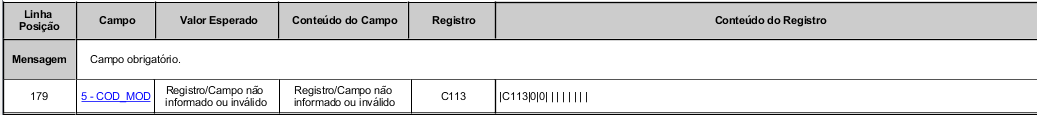 Linha Posição Campo Valor Esperado Conteúdo do Campo Registro Conteúdo do Registro
Mensagem Campo obrigatório.
179 5 - COD_MOD Registro/Campo não informado ou inválido Registro/Campo não informado ou inválido C113 |C113|0|0| | | | | | | |